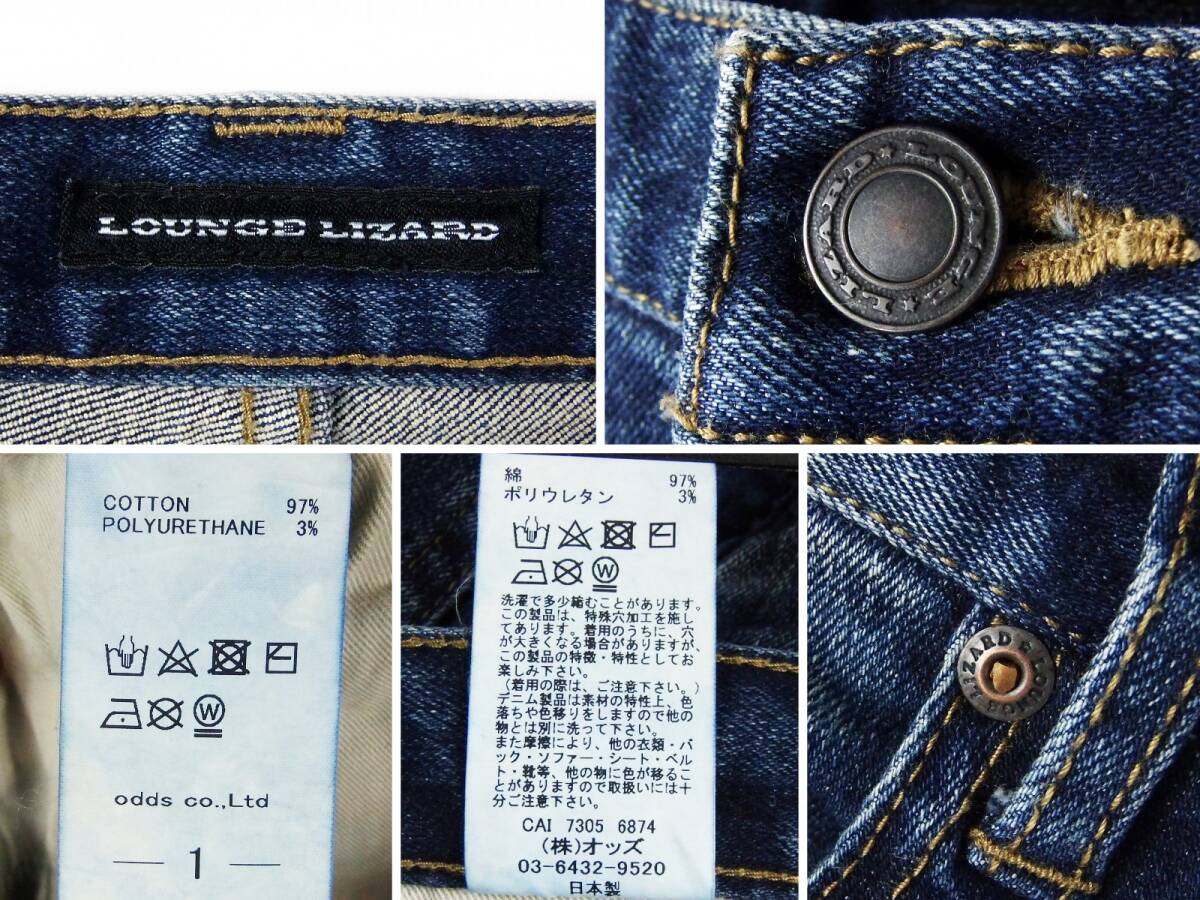 LOUNGE LIZARD
LOUNGE★LIZARD★
COTTON 97%
POLYURETHANE 3%
W
odds co.,Ltd
1
綿 97%
ポリウレタン 3%
W
洗濯で多少縮むことがあります。
この製品は、特殊穴加工を施し
てあります。着用のうちに、穴
が大きくなる場合がありますが、
この製品の特徴・特性としてお
楽しみ下さい。
(着用の際は、ご注意下さい。)
デニム製品は素材の特性上、色
落ちや色移りをしますので他の
物とは別に洗って下さい。
また摩擦により、他の衣類・バ
ック・ソファー・シート・ベル
ト・靴等、他の物に色が移るこ
とがありますので取扱いには十
分ご注意下さい。
CAI 7305 6874
(株)オッズ
03-6432-9520
日本製
LOUNGE LIZARD